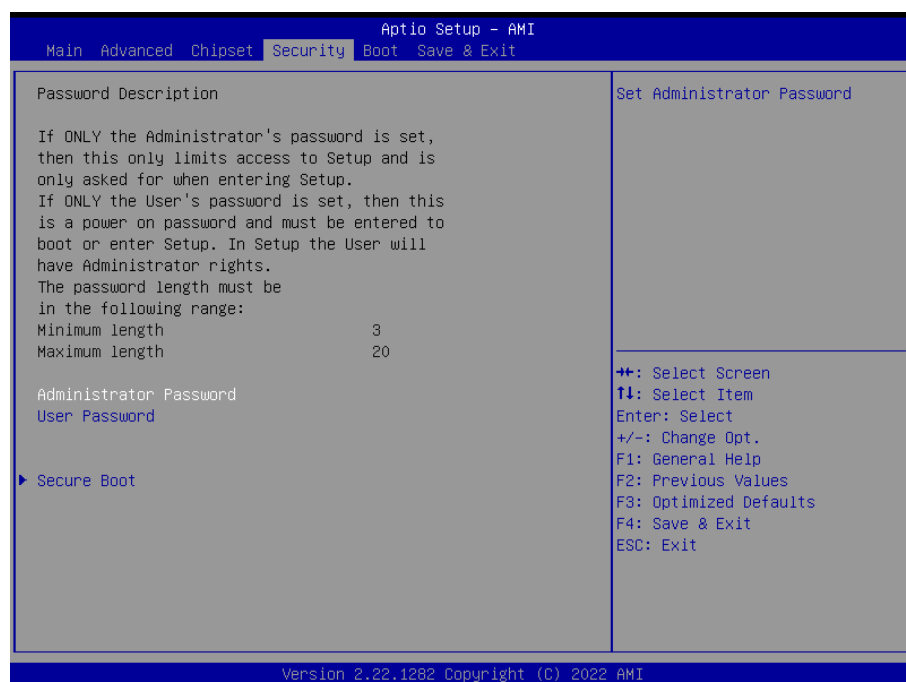 Aptio Setup – AMI
Main Advanced Chipset Security Boot Save & Exit
Password Description
If ONLY the Administrator's password is set,
then this only limits access to Setup and is
only asked for when entering Setup.
If ONLY the User's password is set, then this
is a power on password and must be entered to
boot or enter Setup. In Setup the User will
have Administrator rights.
The password length must be
in the following range:
Minimum length 3
Maximum length 20
Administrator Password
User Password
Secure Boot
Set Administrator Password
→←: Select Screen
↑↓: Select Item
Enter: Select
+/-: Change Opt.
F1: General Help
F2: Previous Values
F3: Optimized Defaults
F4: Save & Exit
ESC: Exit
Version 2.22.1282 Copyright (C) 2022 AMI